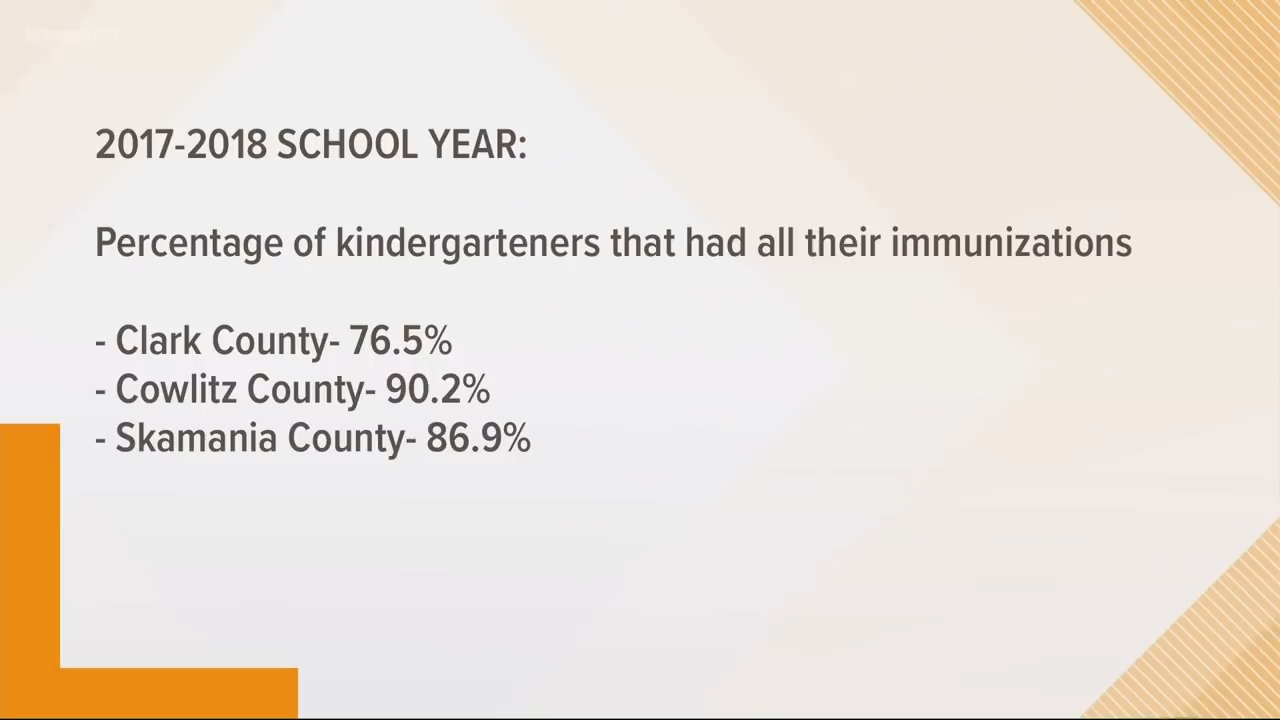 2017-2018 SCHOOL YEAR:
Percentage of kindergarteners that had all their immunizations
- Clark County- 76.5%
- Cowlitz County- 90.2%
- Skamania County- 86.9%